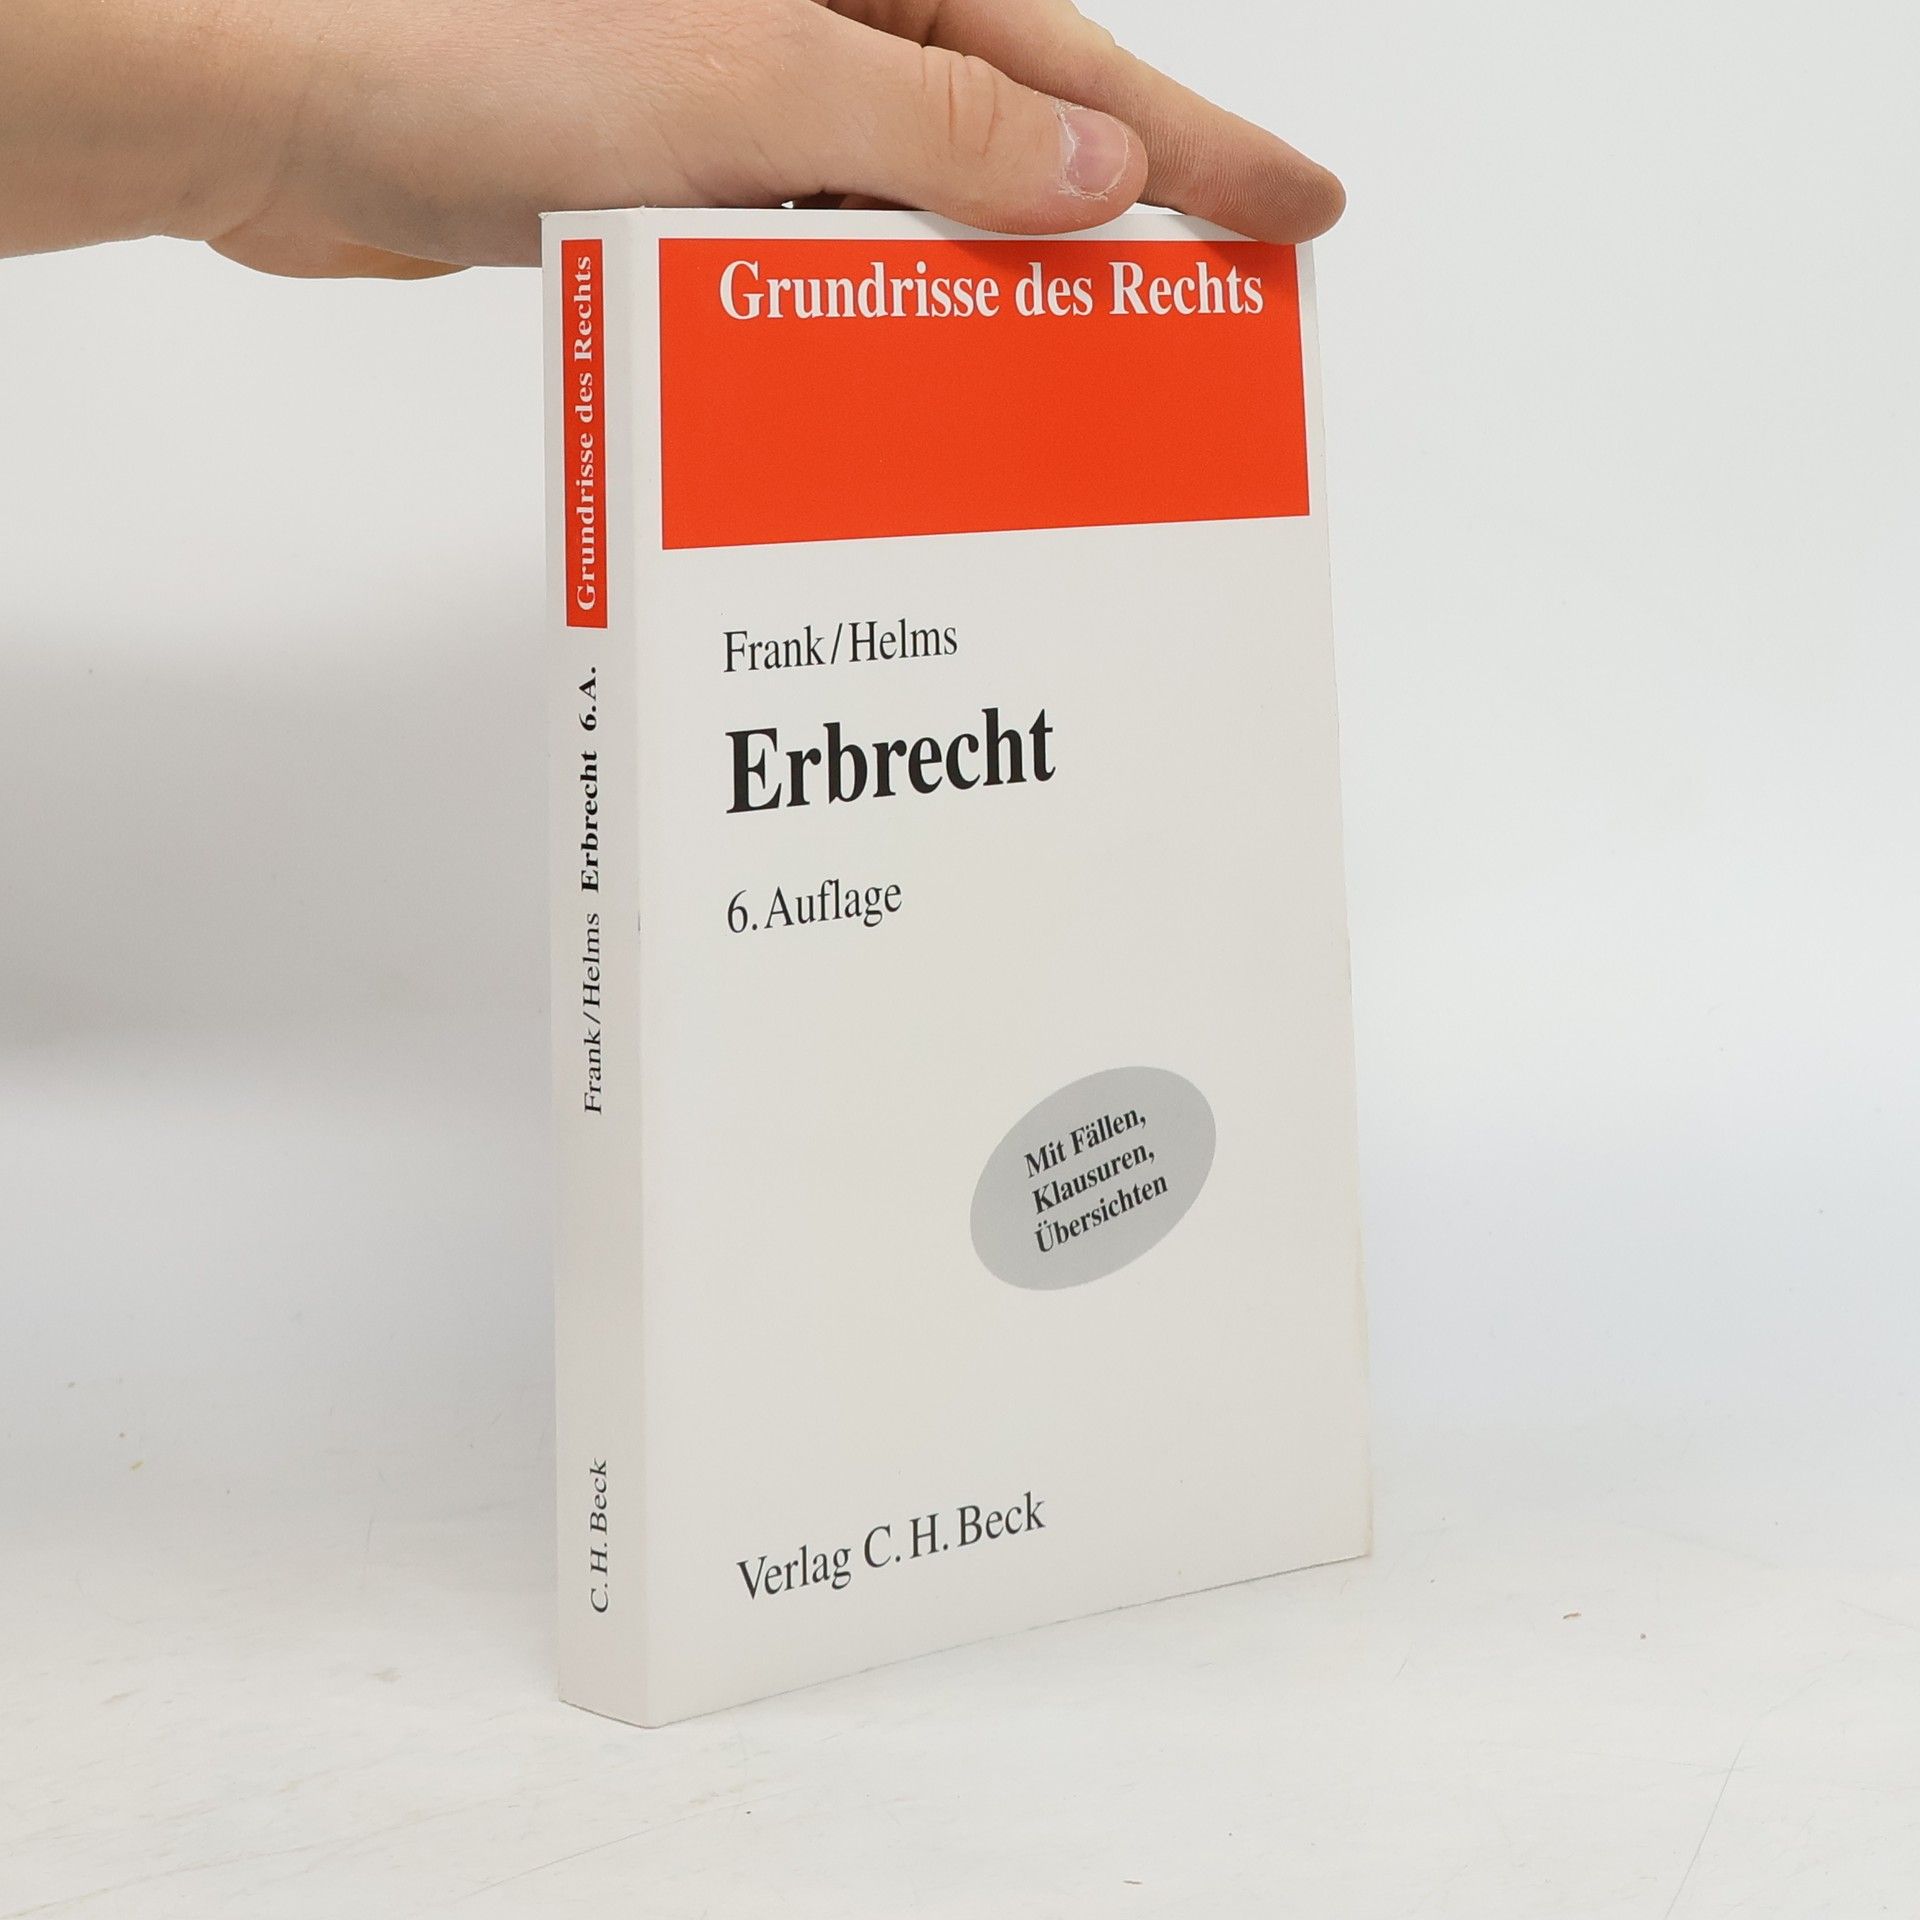 Grundrisse des Rechts
Frank/Helms
Erbrecht
6. Auflage
Mit Fällen,
Klausuren,
Übersichten
Verlag C. H. Beck
Grundrisse des Rechts
Frank/Helms Erbrecht 6. A.
C. H. Beck